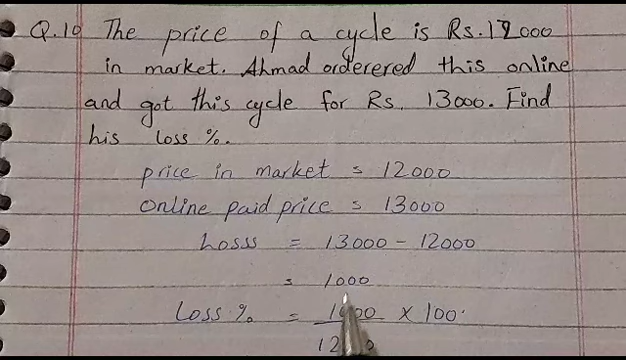 Q.10 The price of a cycle is Rs. 12000
in market. Ahmad orderered this online
and got this cycle for Rs. 13000. Find
his loss %.
price in market = 12000
Online paid price = 13000
Losss = 13000 - 12000
= 1000
Loss % = 1000 × 100